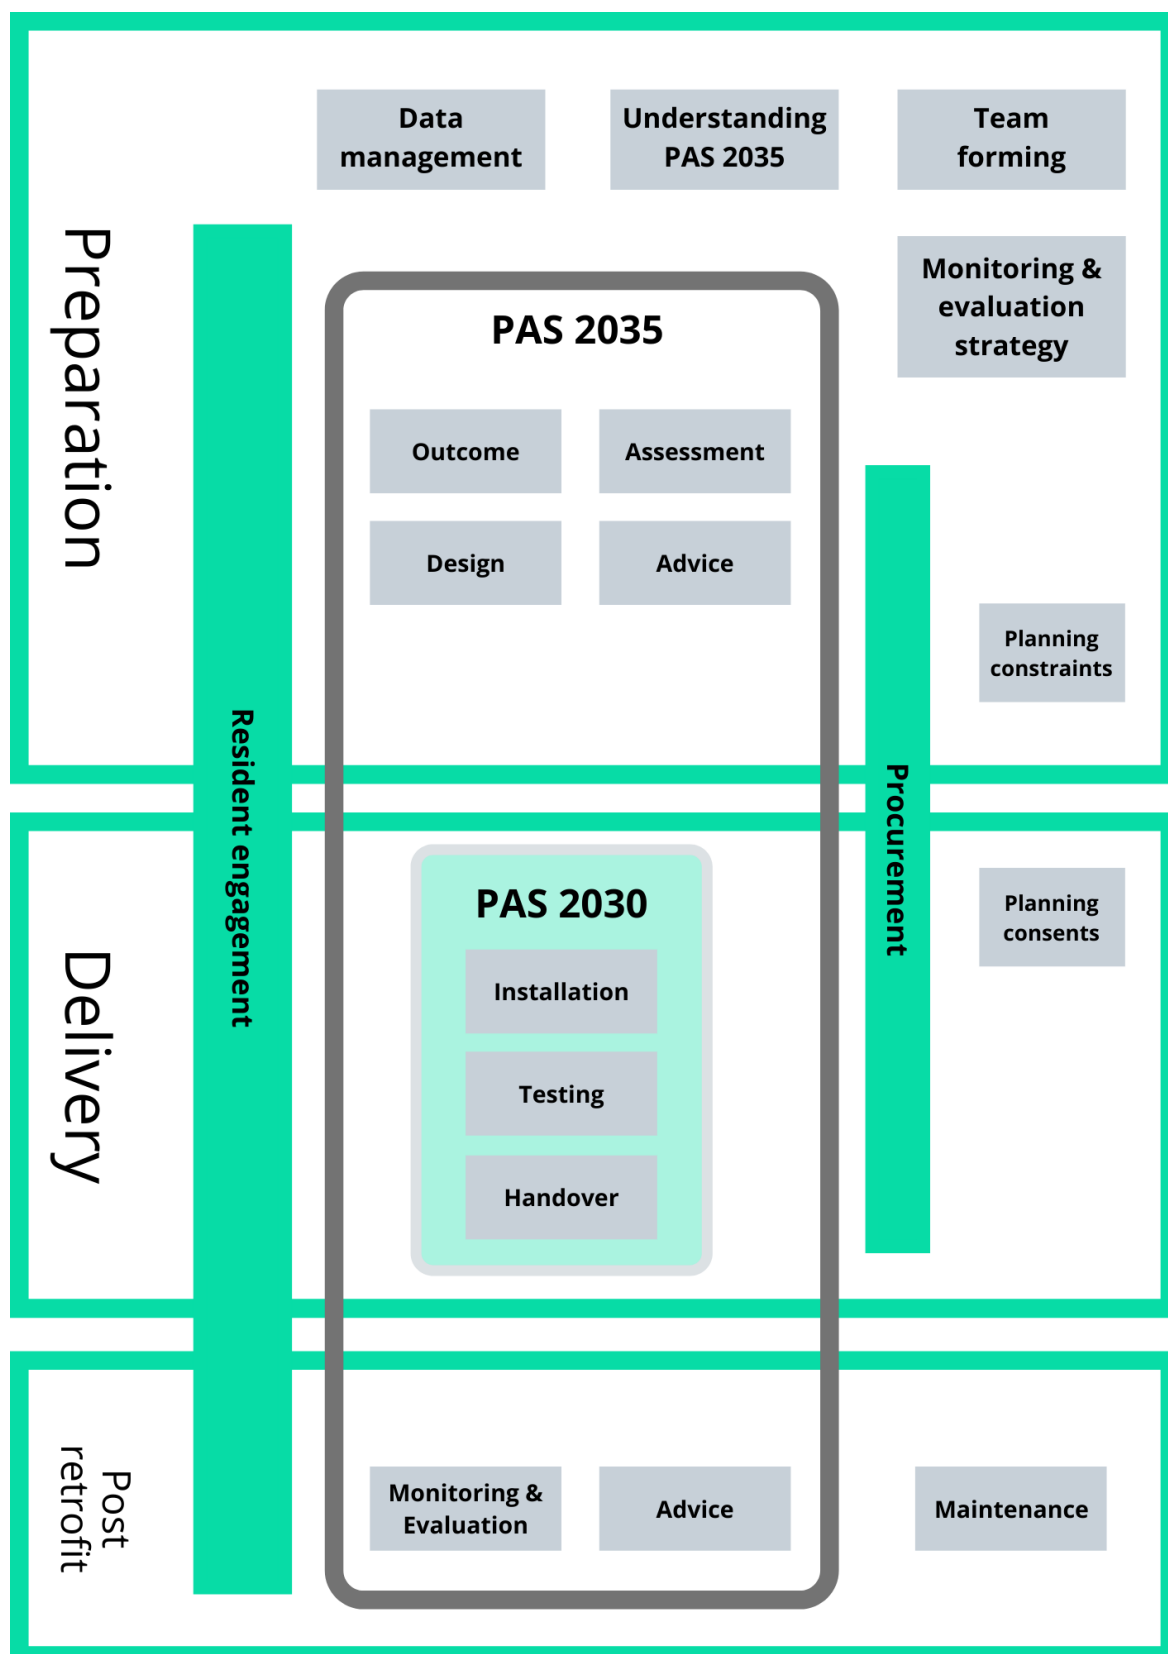 Data
management
Understanding
PAS 2035
Team
forming
Monitoring &
evaluation
strategy
Preparation
PAS 2035
Outcome
Assessment
Design
Advice
Planning
constraints
Resident engagement
Procurement
Delivery
PAS 2030
Installation
Testing
Handover
Planning
consents
Post
retrofit
Monitoring &
Evaluation
Advice
Maintenance